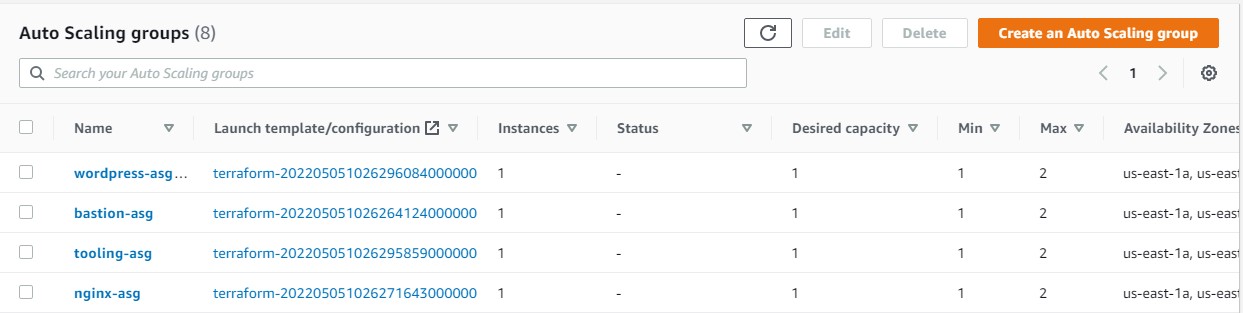 Auto Scaling groups (8)
Edit
Delete
Create an Auto Scaling group
Search your Auto Scaling groups
1
Name Launch template/configuration Instances Status Desired capacity Min Max Availability Zones
wordpress-asg... terraform-20220505102629608400000 1 - 1 1 2 us-east-1a, us-east
bastion-asg terraform-20220505102626412400000 1 - 1 1 2 us-east-1a, us-east
tooling-asg terraform-20220505102629585900000 1 - 1 1 2 us-east-1a, us-east
nginx-asg terraform-20220505102627164300000 1 - 1 1 2 us-east-1a, us-east